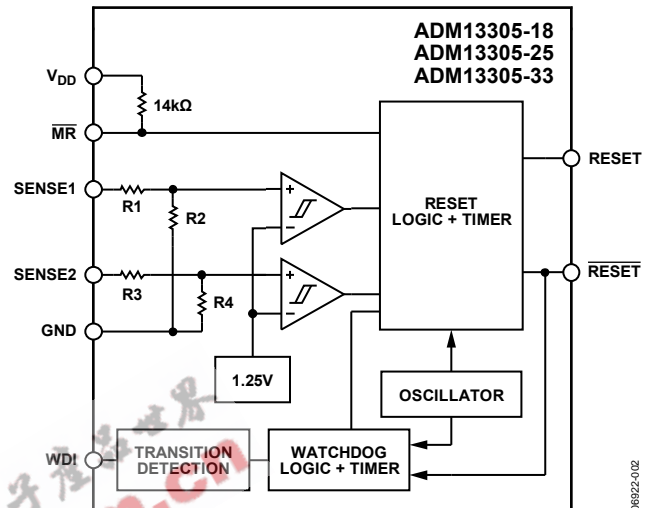 ADM13305-18
ADM13305-25
ADM13305-33
VDD
14kΩ
MR
SENSE1
R1
R2
SENSE2
R3
R4
GND
1.25V
RESET
LOGIC + TIMER
RESET
RESET
OSCILLATOR
WDI
TRANSITION
DETECTION
WATCHDOG
LOGIC + TIMER
06922-002